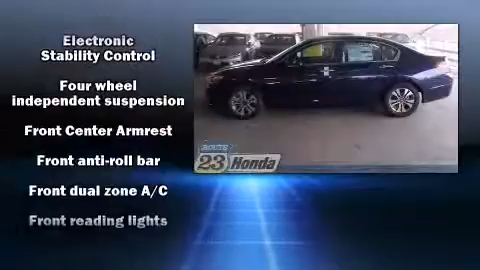 Electronic
Stability Control
Four wheel
independent suspension
Front Center Armrest
Front anti-roll bar
Front dual zone A/C
Front reading lights
ROUTE
23 Honda